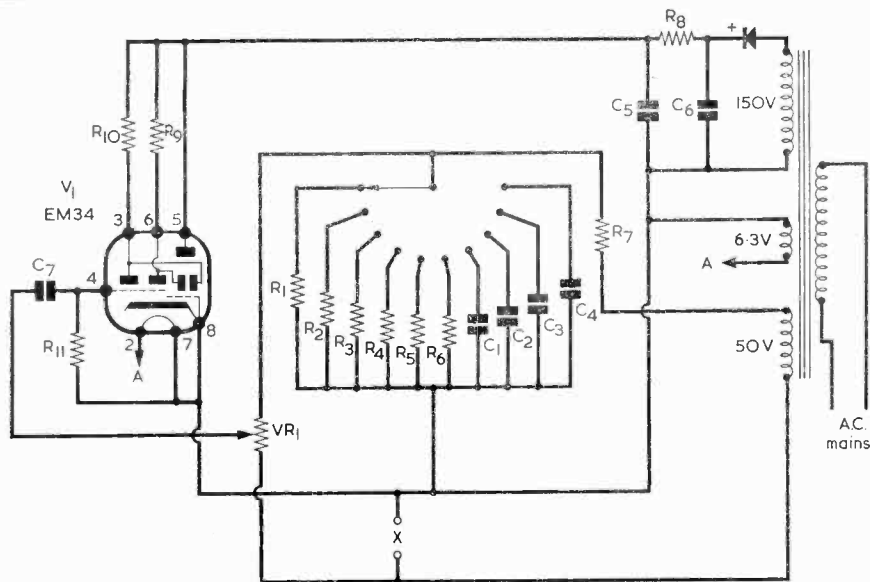 R8
+
C5
C6
150V
R10
R9
V1
EM34
3
6
5
C7
4
R7
6·3V
A
R1
R2
R3
R4
R5
R6
C1
C2
C3
C4
50V
R11
2
7
8
A
VR1
A.C.
mains
X